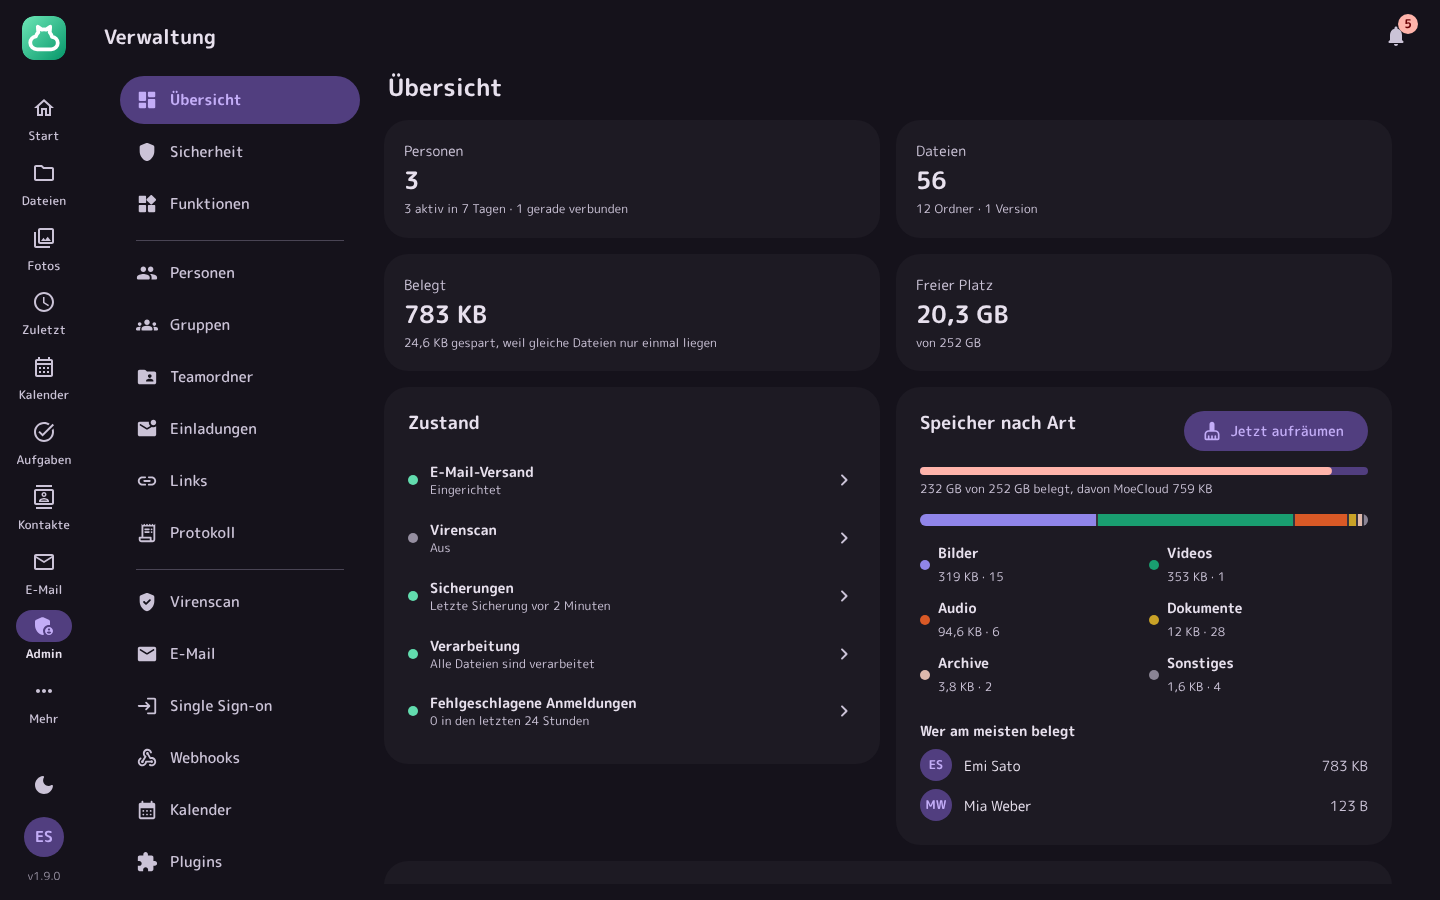 Verwaltung
5
Start
Dateien
Fotos
Zuletzt
Kalender
Aufgaben
Kontakte
E-Mail
Admin
Mehr
ES
v1.9.0
Übersicht
Sicherheit
Funktionen
Personen
Gruppen
Teamordner
Einladungen
Links
Protokoll
Virenscan
E-Mail
Single Sign-on
Webhooks
Kalender
Plugins
Übersicht
Personen
3
3 aktiv in 7 Tagen · 1 gerade verbunden
Dateien
56
12 Ordner · 1 Version
Belegt
783 KB
24,6 KB gespart, weil gleiche Dateien nur einmal liegen
Freier Platz
20,3 GB
von 252 GB
Zustand
E-Mail-Versand
Eingerichtet
Virenscan
Aus
Sicherungen
Letzte Sicherung vor 2 Minuten
Verarbeitung
Alle Dateien sind verarbeitet
Fehlgeschlagene Anmeldungen
0 in den letzten 24 Stunden
Speicher nach Art
Jetzt aufräumen
232 GB von 252 GB belegt, davon MoeCloud 759 KB
Bilder
319 KB · 15
Videos
353 KB · 1
Audio
94,6 KB · 6
Dokumente
12 KB · 28
Archive
3,8 KB · 2
Sonstiges
1,6 KB · 4
Wer am meisten belegt
ES Emi Sato 783 KB
MW Mia Weber 123 B